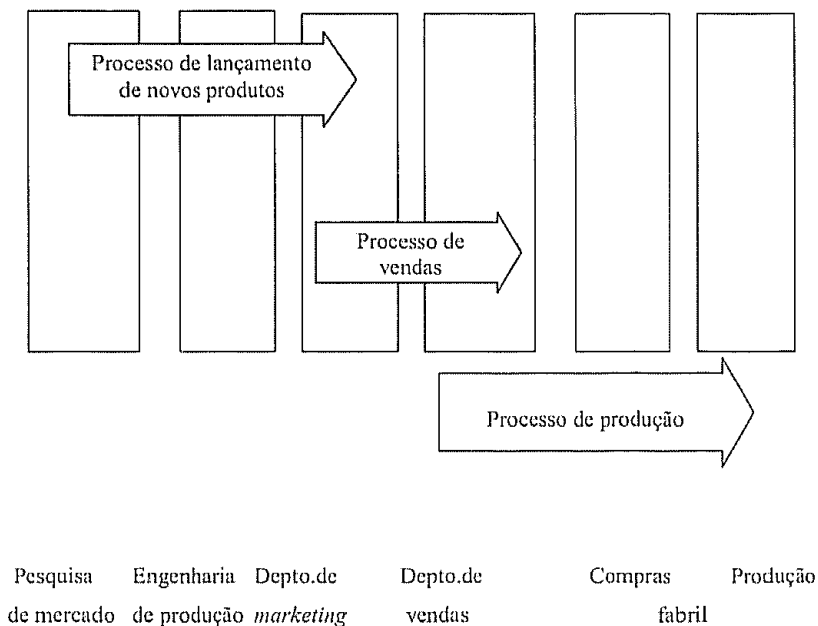 Processo de lançamento
de novos produtos
Processo de
vendas
Processo de produção
Pesquisa Engenharia Depto.de Depto.de Compras Produção
de mercado de produção marketing vendas fabril